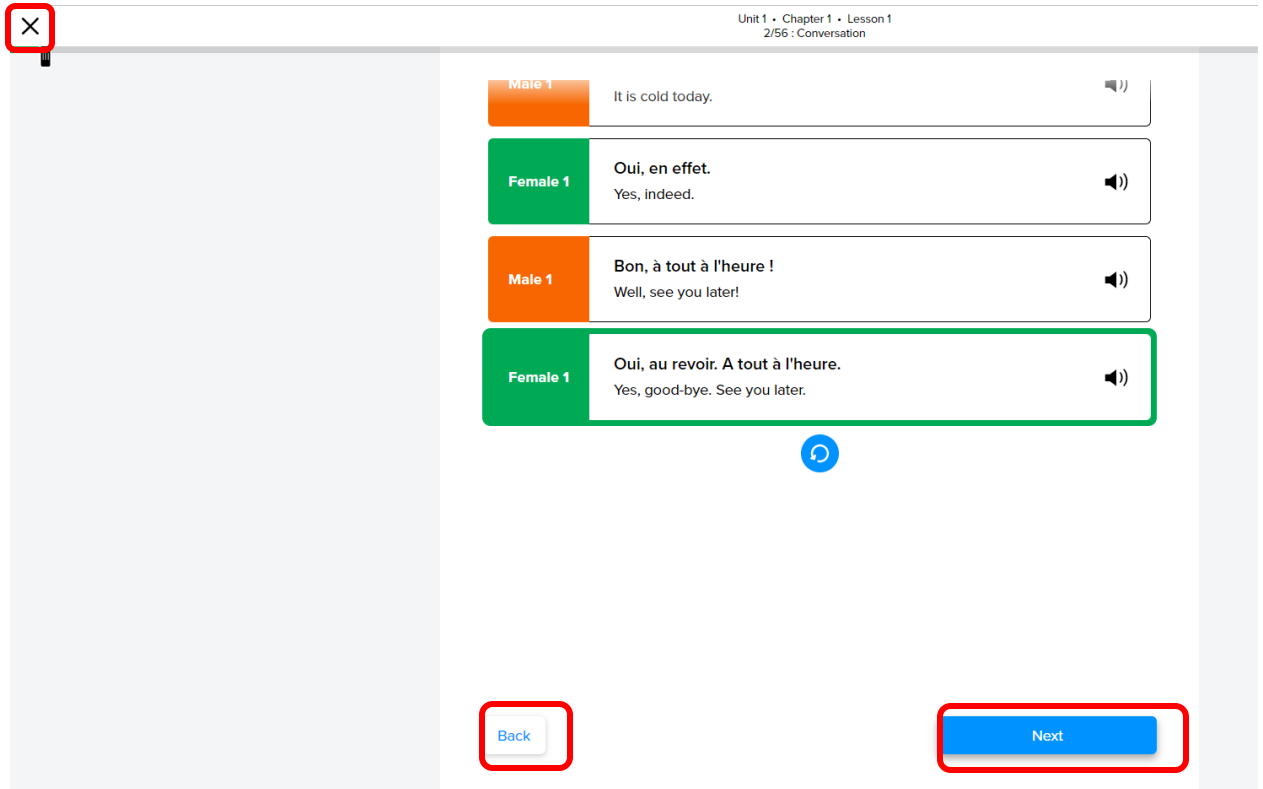 Unit 1 • Chapter 1 • Lesson 1
2/56 : Conversation
Male 1
It is cold today.
Female 1
Oui, en effet.
Yes, indeed.
Male 1
Bon, à tout à l'heure !
Well, see you later!
Female 1
Oui, au revoir. A tout à l'heure.
Yes, good-bye. See you later.
Back
Next